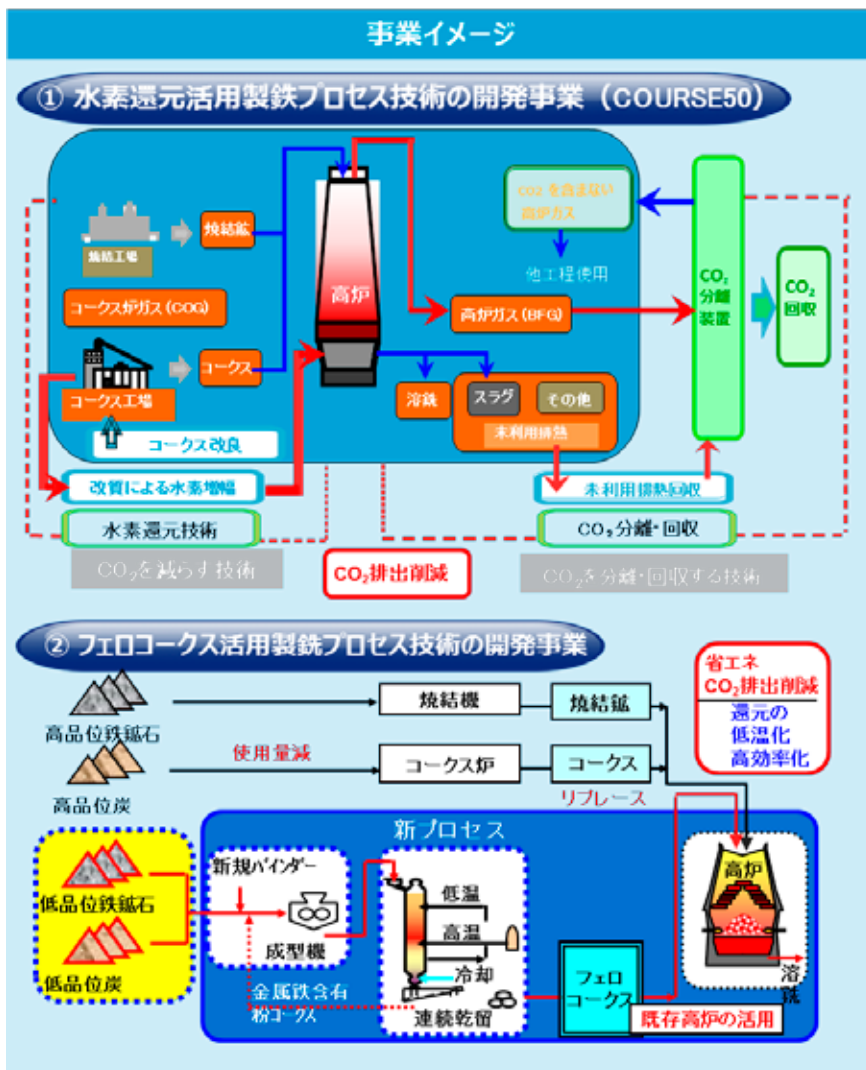 事業イメージ
① 水素還元活用製鉄プロセス技術の開発事業（COURSE50）
焼結工場
焼結鉱
コークス炉ガス(COG)
コークス工場
コークス
コークス改良
高炉
CO2を含まない
高炉ガス
他工程使用
高炉ガス(BFG)
溶銑
スラグ
その他
未利用排熱
CO₂
分離
装置
CO₂
回収
改質による水素増幅
水素還元技術
CO₂を減らす技術
CO₂排出削減
未利用排熱回収
CO₂分離・回収
CO₂を分離・回収する技術
② フェロコークス活用製銑プロセス技術の開発事業
高品位鉄鉱石
焼結機
焼結鉱
使用量減
高品位炭
コークス炉
コークス
リプレース
省エネ
CO₂排出削減
還元の
低温化
高効率化
新プロセス
低品位鉄鉱石
低品位炭
新規バインダー
成型機
金属鉄含有
粉コークス
低温
高温
冷却
連続乾留
フェロ
コークス
既存高炉の活用
高炉
溶
銑